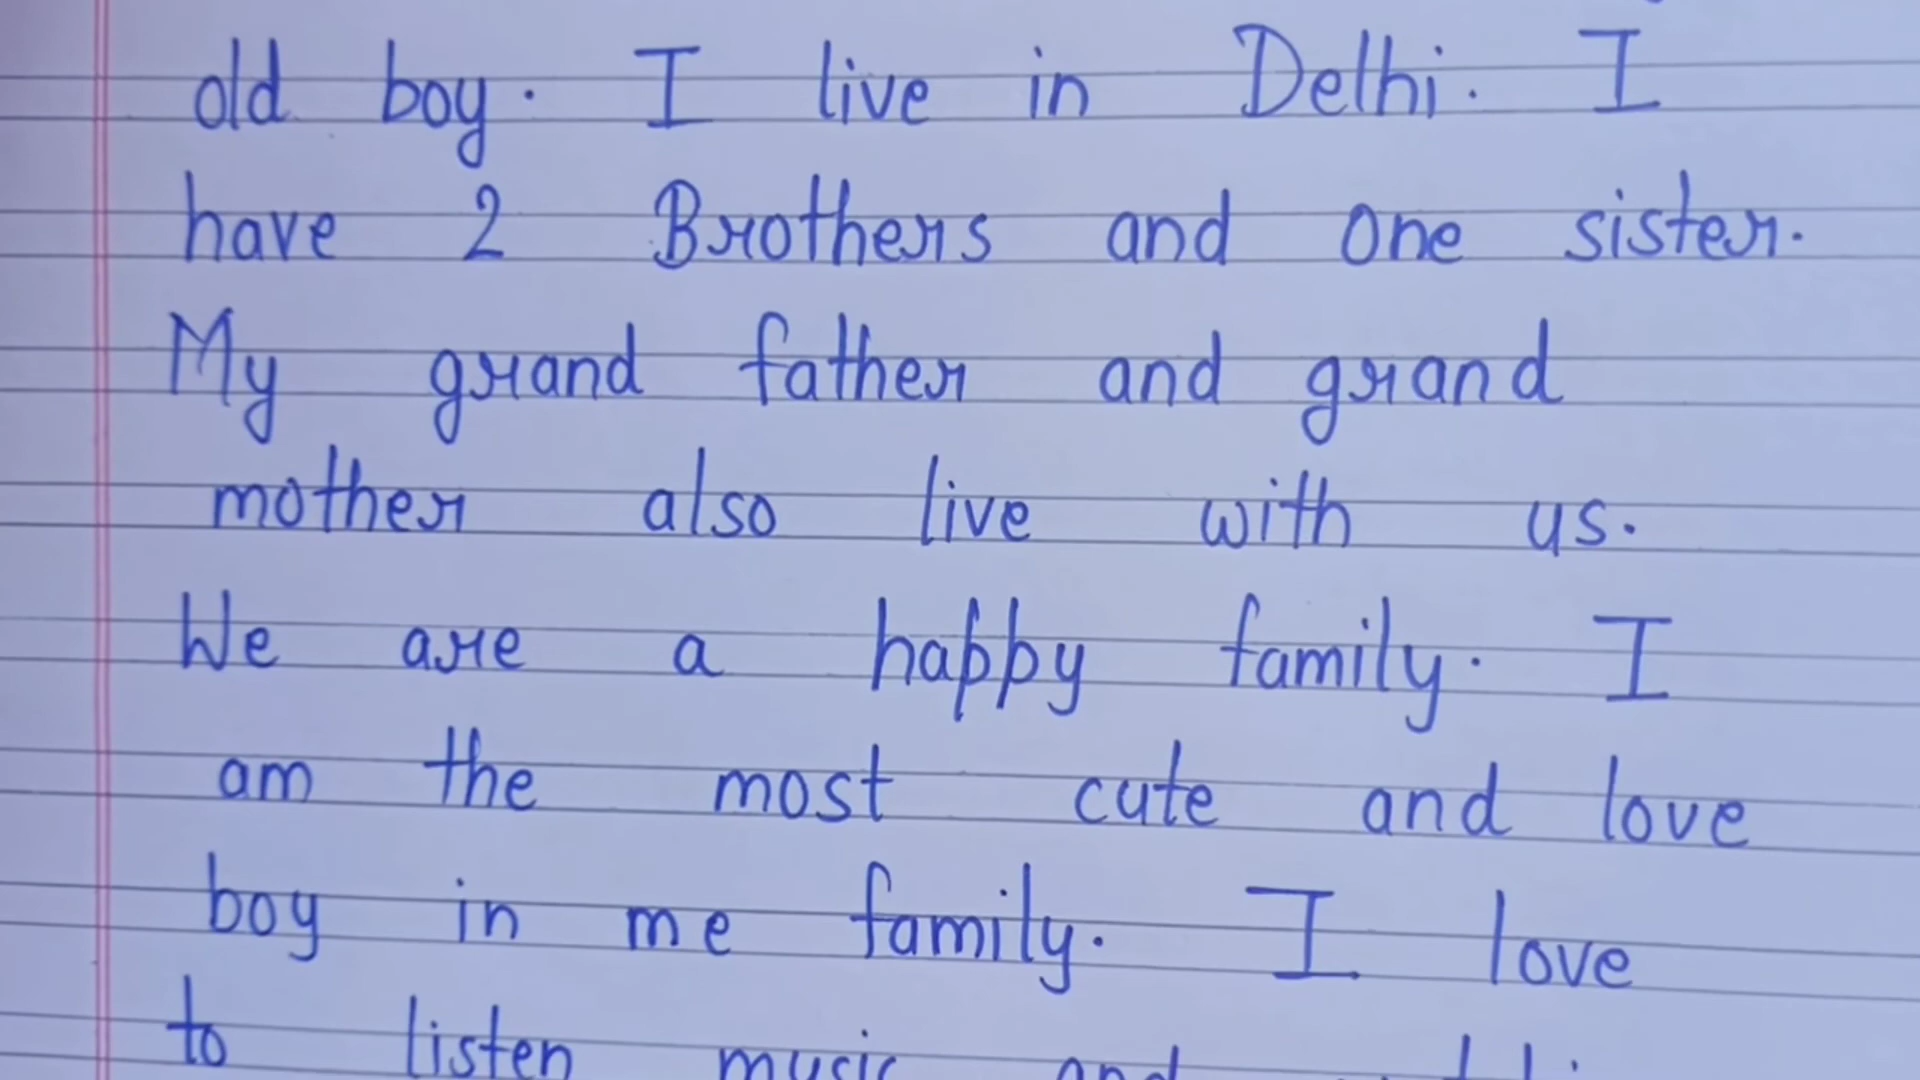 old boy. I live in Delhi. I
have 2 Brothers and one sister.
My grand father and grand
mother also live with us.
We are a happy family. I
am the most cute and love
boy in me family. I love
to listen music and